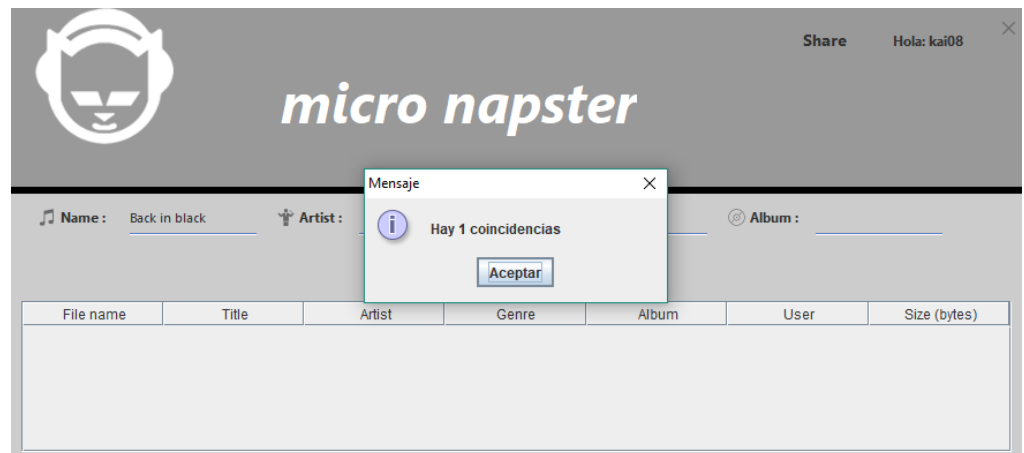 Share Hola: kai08
micro napster
Mensaje
Name : Back in black Artist : Album :
Hay 1 coincidencias
Aceptar
File name Title Artist Genre Album User Size (bytes)